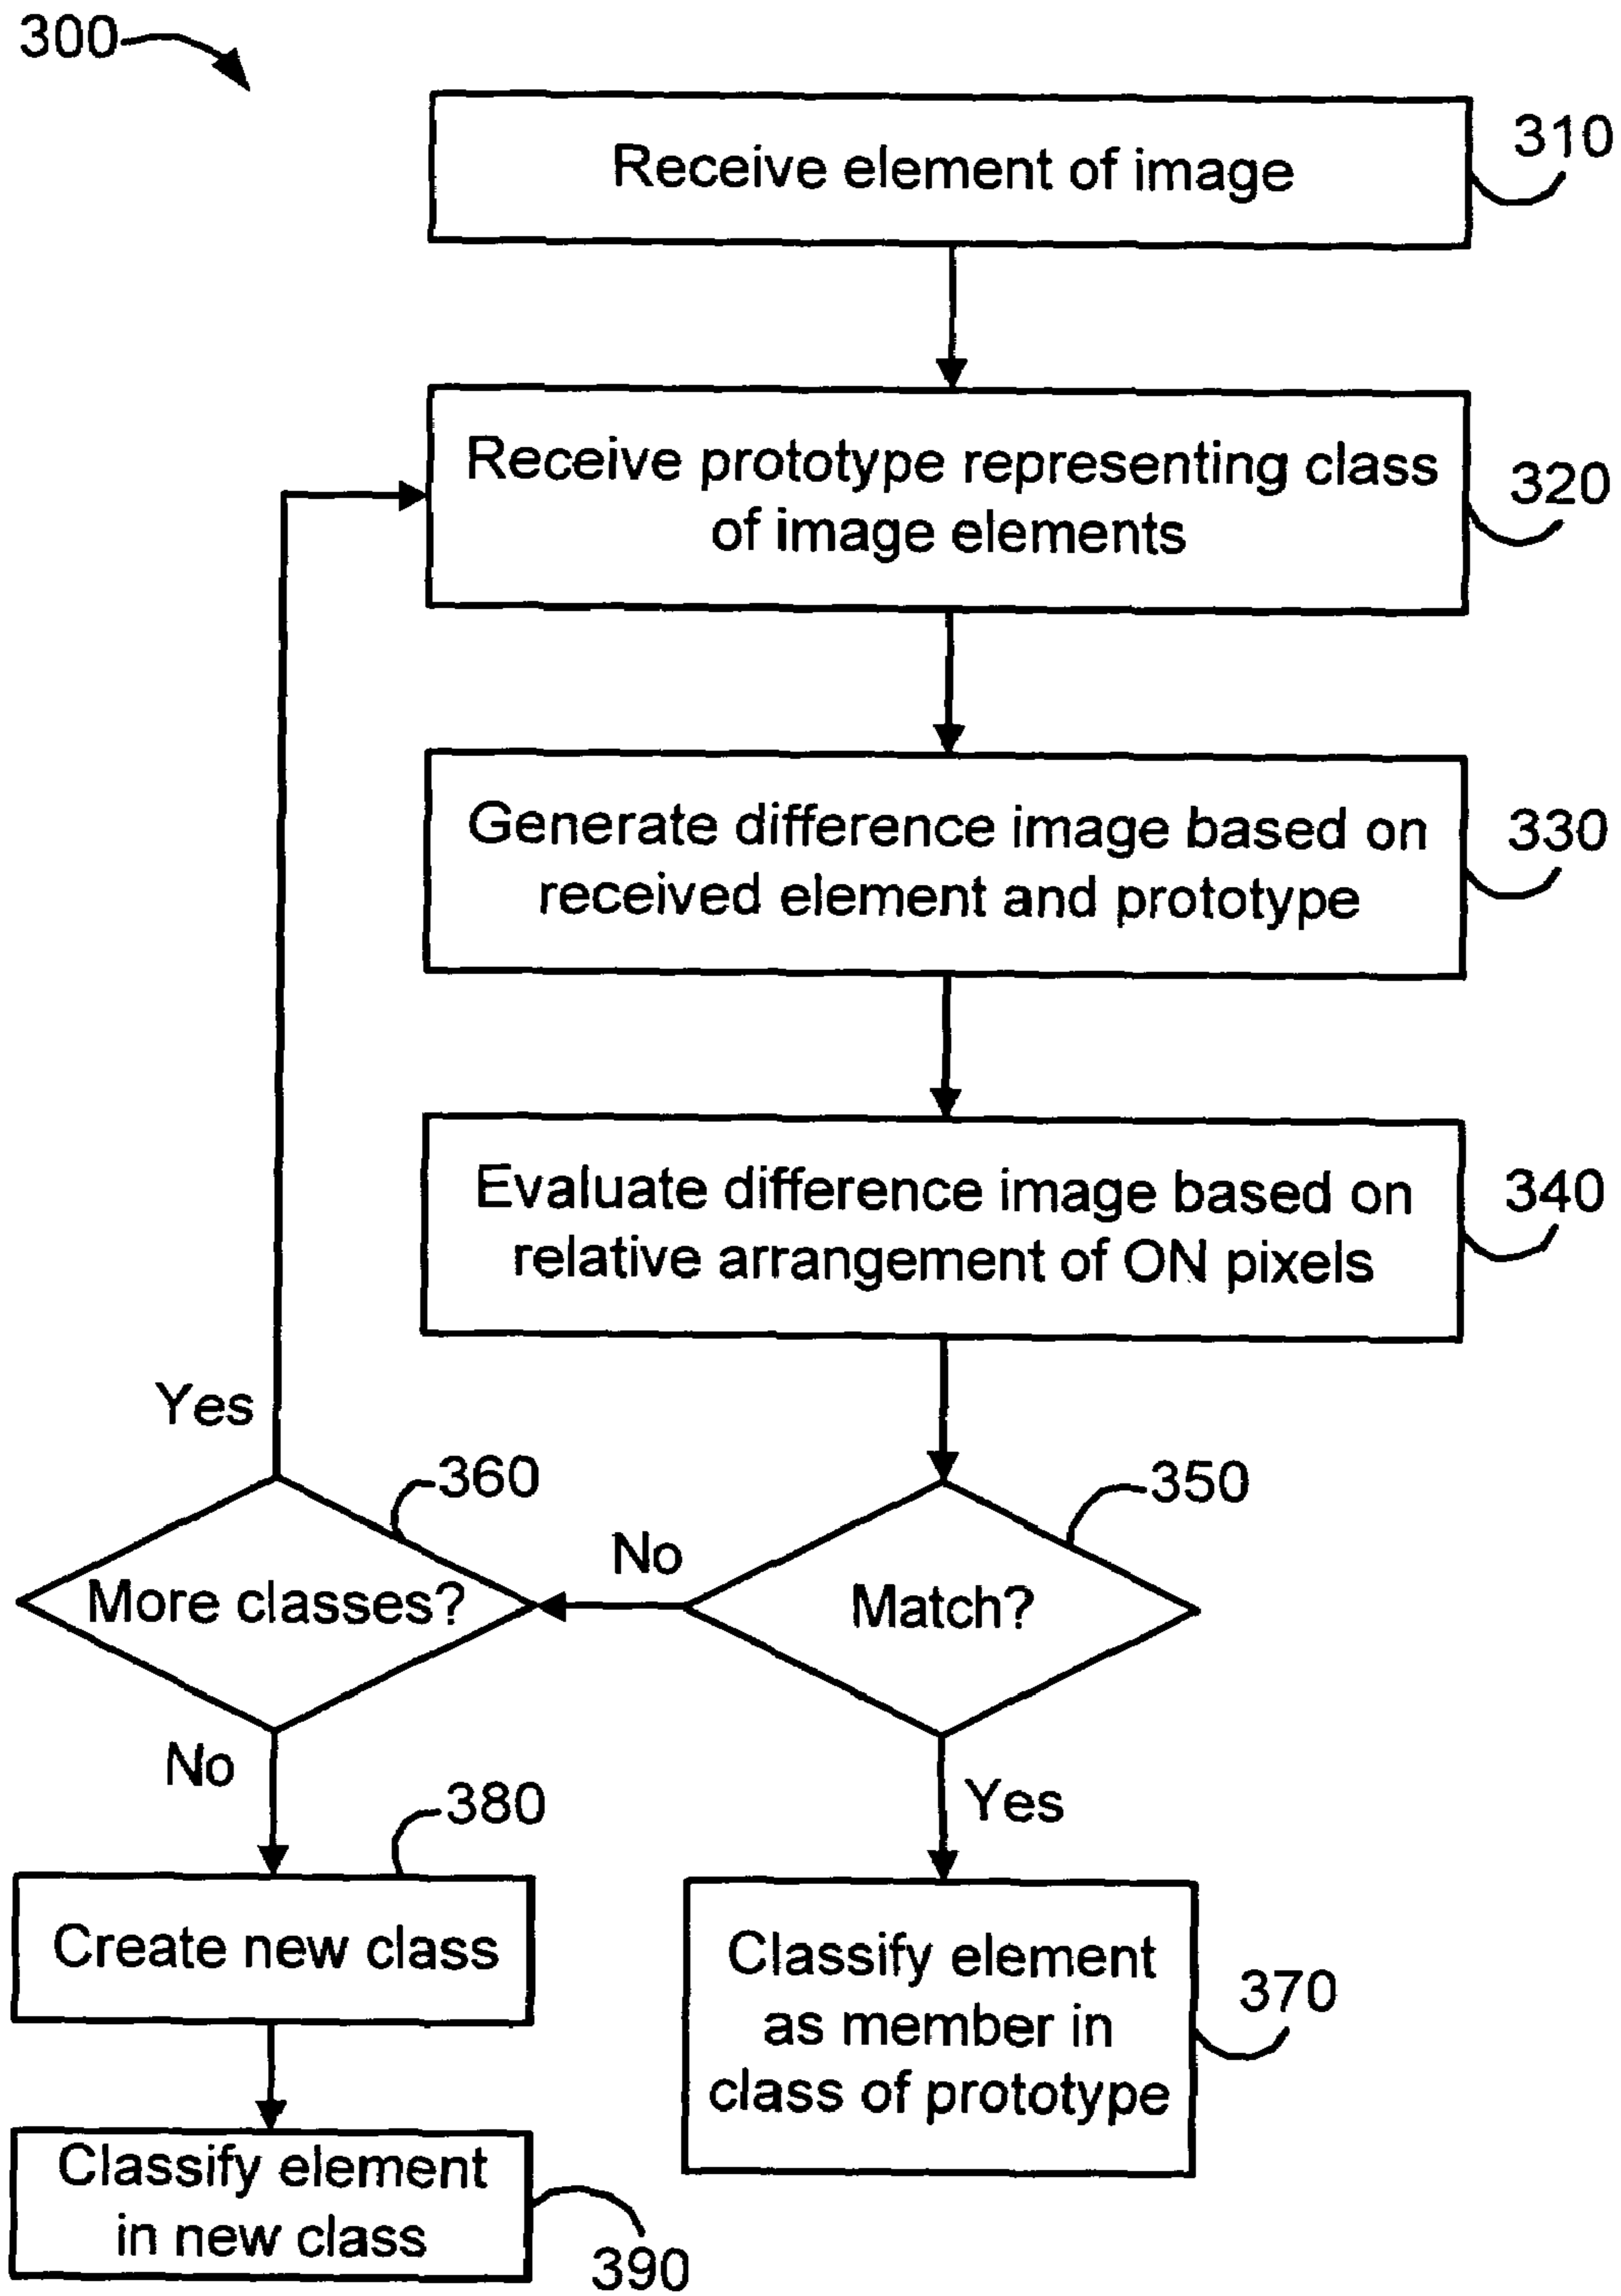 300
Receive element of image
310
Receive prototype representing class
of image elements
320
Generate difference image based on
received element and prototype
330
Evaluate difference image based on
relative arrangement of ON pixels
340
Yes
360
350
No
More classes?
Match?
No
Yes
380
Create new class
Classify element
as member in
class of prototype
370
Classify element
in new class
390